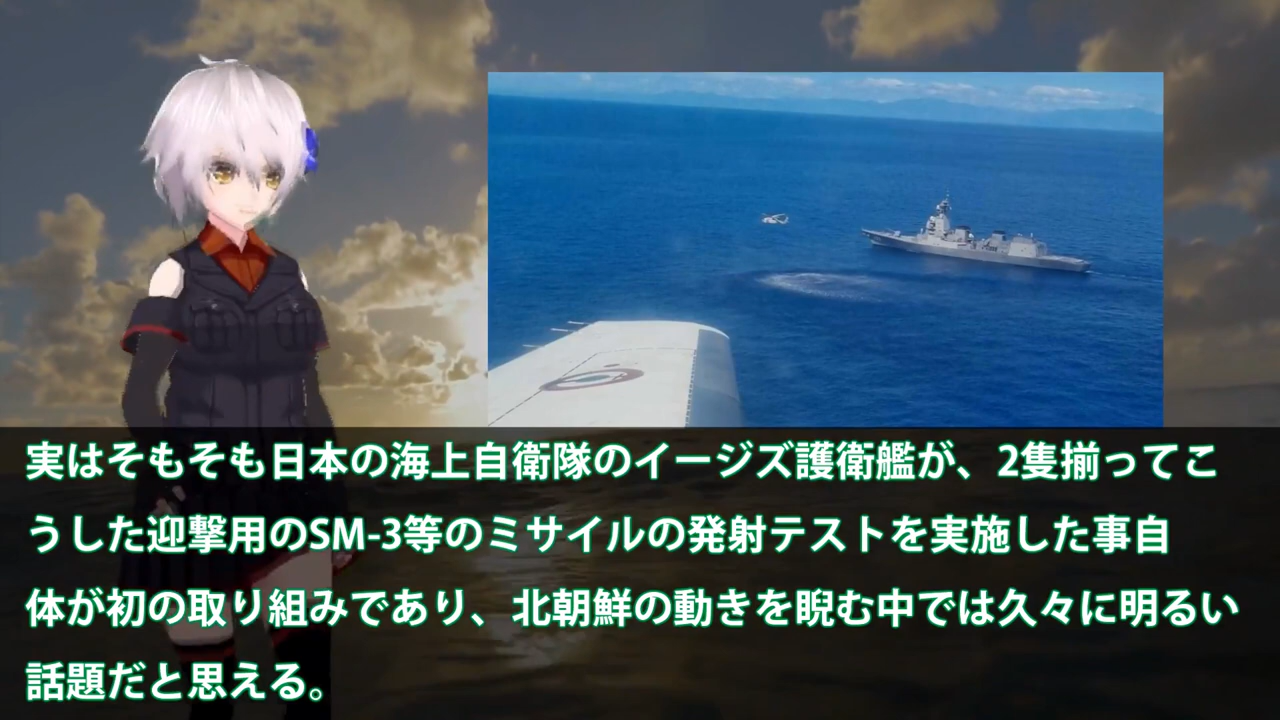 実はそもそも日本の海上自衛隊のイージズ護衛艦が、2隻揃ってこ
うした迎撃用のSM-3等のミサイルの発射テストを実施した事自
体が初の取り組みであり、北朝鮮の動きを睨む中では久々に明るい
話題だと思える。